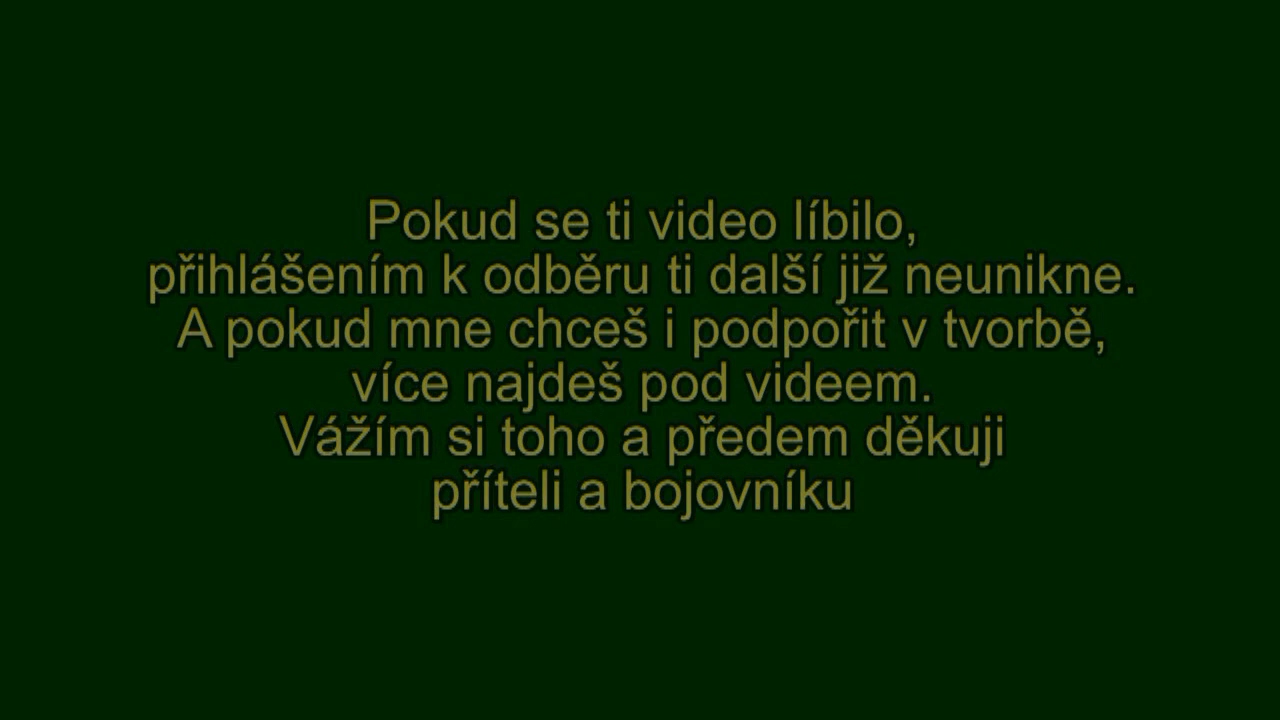 Pokud se ti video líbilo,
přihlášením k odběru ti další již neunikne.
A pokud mne chceš i podpořit v tvorbě,
více najdeš pod videem.
Vážím si toho a předem děkuji
příteli a bojovníku